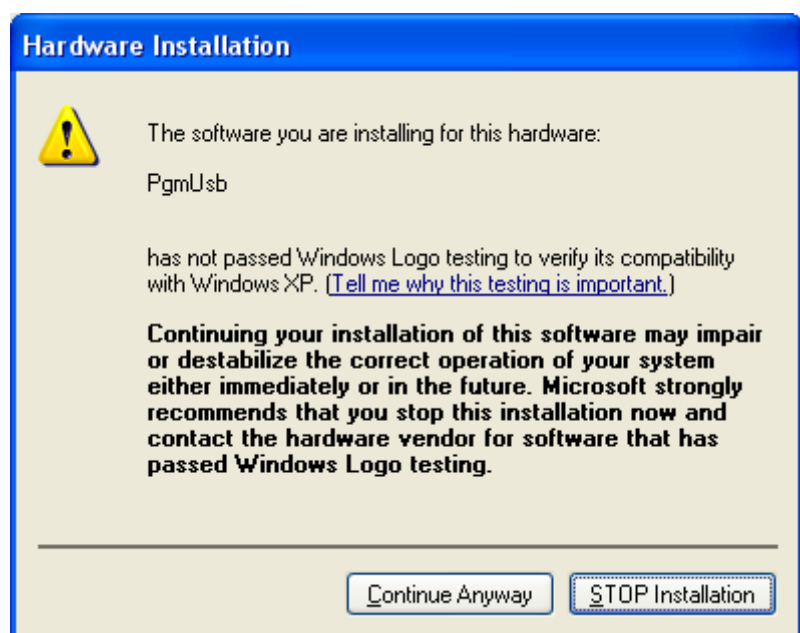 Hardware Installation
The software you are installing for this hardware:
PgmUsb
has not passed Windows Logo testing to verify its compatibility
with Windows XP. (Tell me why this testing is important.)
Continuing your installation of this software may impair
or destabilize the correct operation of your system
either immediately or in the future. Microsoft strongly
recommends that you stop this installation now and
contact the hardware vendor for software that has
passed Windows Logo testing.
Continue Anyway
STOP Installation